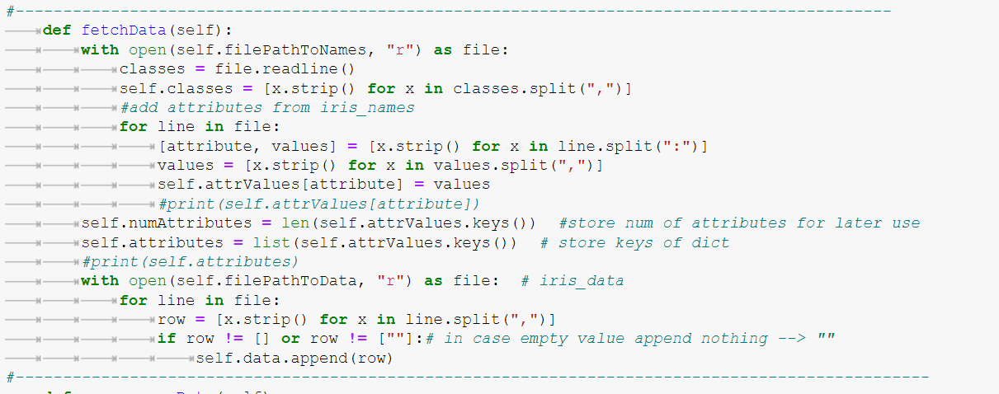 #--------------------------------------------------------------------------------------------
def fetchData(self):
with open(self.filePathToNames, "r") as file:
classes = file.readline()
self.classes = [x.strip() for x in classes.split(",")]
#add attributes from iris_names
for line in file:
[attribute, values] = [x.strip() for x in line.split(":")]
values = [x.strip() for x in values.split(",")]
self.attrValues[attribute] = values
#print(self.attrValues[attribute])
self.numAttributes = len(self.attrValues.keys())  #store num of attributes for later use
self.attributes = list(self.attrValues.keys())  # store keys of dict
#print(self.attributes)
with open(self.filePathToData, "r") as file:  # iris_data
for line in file:
row = [x.strip() for x in line.split(",")]
if row != [] or row != [""]:# in case empty value append nothing --> ""
self.data.append(row)
#------------------------------------------------------------------------------------------------